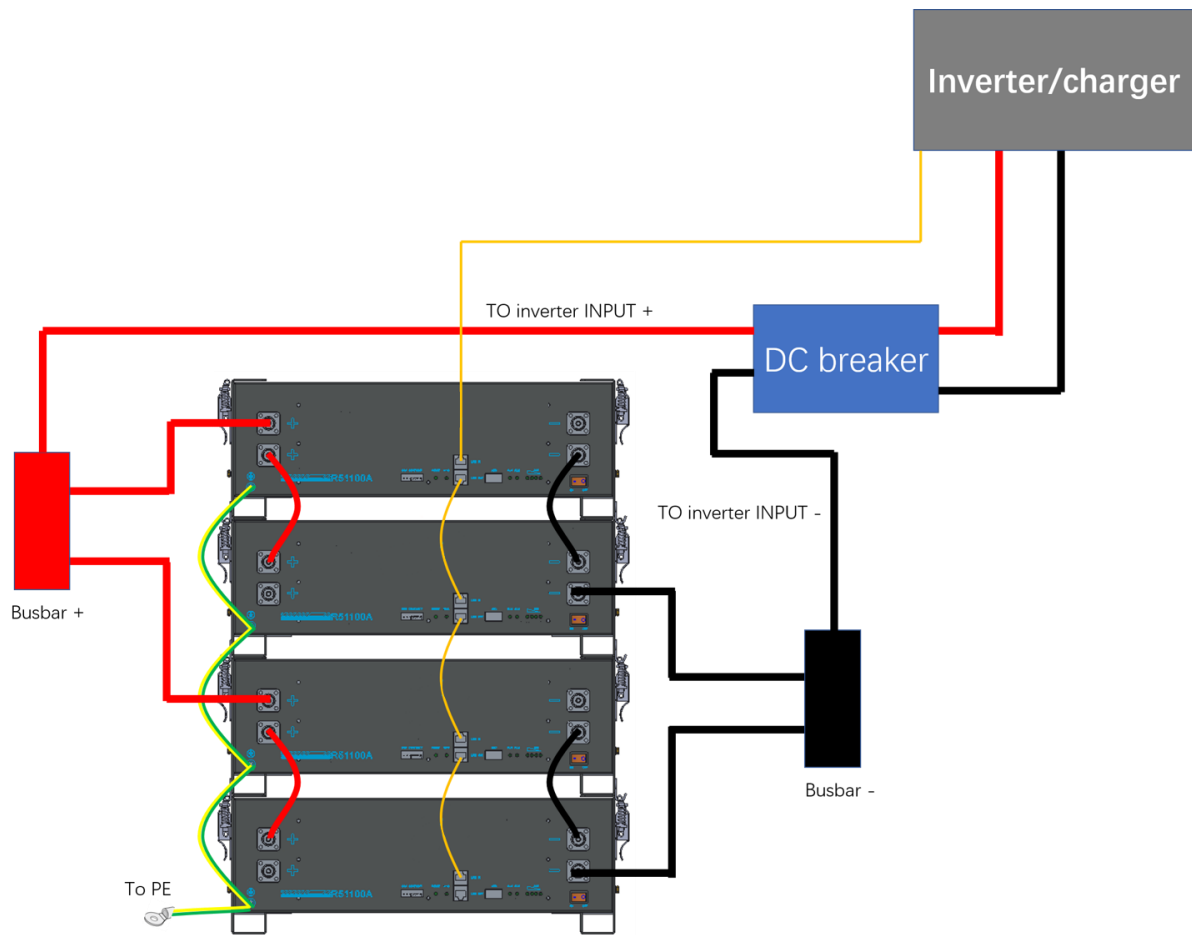 Inverter/charger
TO inverter INPUT +
DC breaker
R51100A
TO inverter INPUT -
R51100A
Busbar +
R51100A
Busbar -
To PE
R51100A